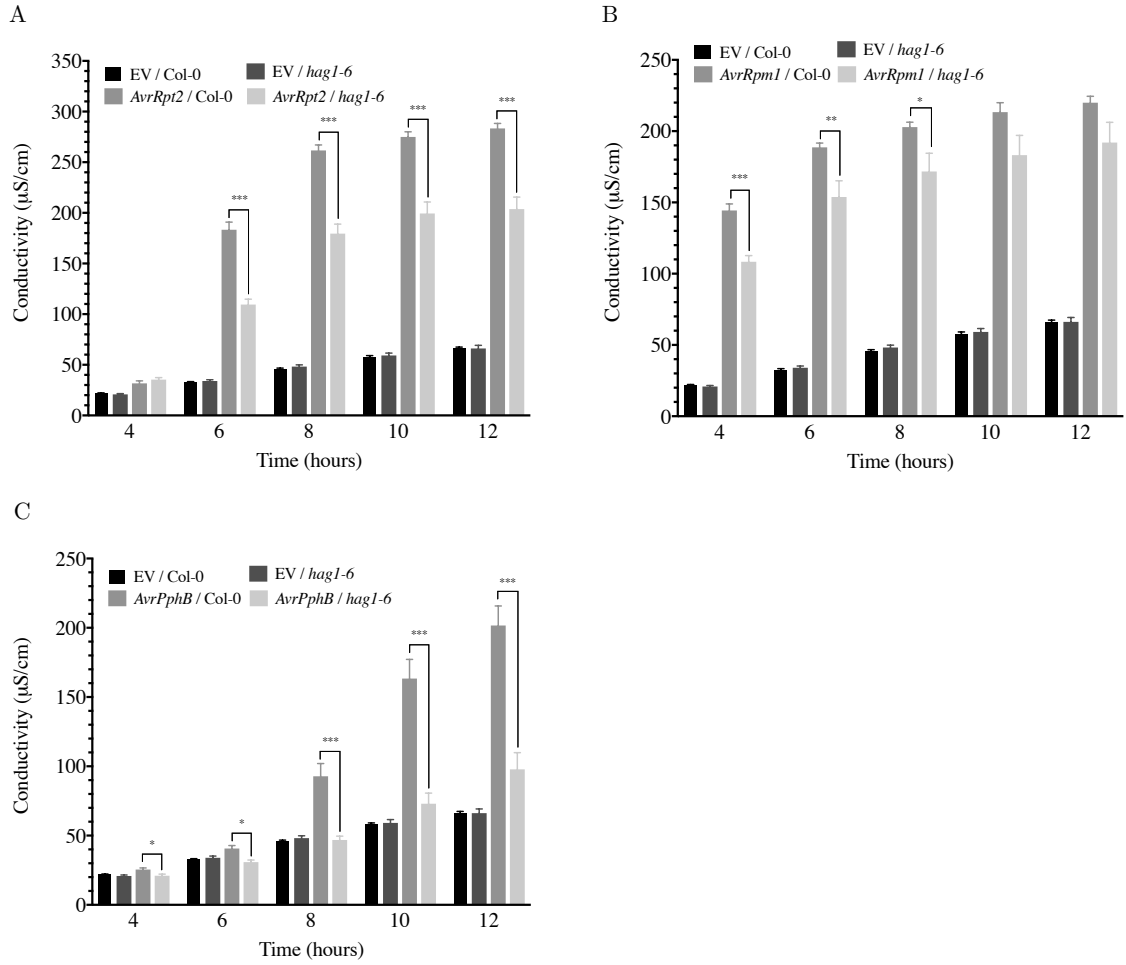 A
EV / Col-0 EV / hag1-6
AvrRpt2 / Col-0 AvrRpt2 / hag1-6
Conductivity (µS/cm)
350
300
250
200
150
100
50
0
***
***
***
***
4 6 8 10 12
Time (hours)
B
EV / Col-0 EV / hag1-6
AvrRpm1 / Col-0 AvrRpm1 / hag1-6
Conductivity (µS/cm)
250
200
150
100
50
0
***
**
*
4 6 8 10 12
Time (hours)
C
EV / Col-0 EV / hag1-6
AvrPphB / Col-0 AvrPphB / hag1-6
Conductivity (µS/cm)
250
200
150
100
50
0
*
*
***
***
***
4 6 8 10 12
Time (hours)